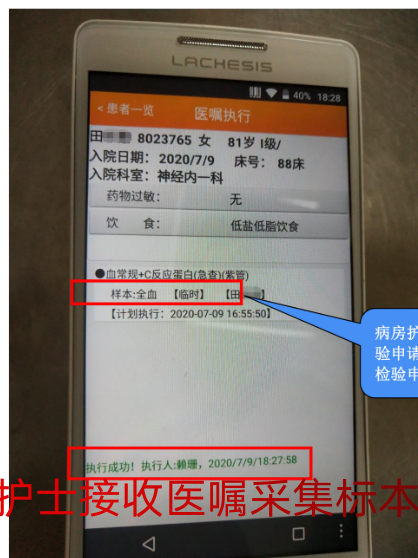 LACHESIS
40% 18:28
< 患者一览 医嘱执行
田 8023765 女 81岁 I级/
入院日期: 2020/7/9 床号: 88床
入院科室: 神经内一科
药物过敏: 无
饮 食: 低盐低脂饮食
●血常规+C反应蛋白(急查)(紫管)
样本:全血 【临时】 【田 】
【计划执行: 2020-07-09 16:55:50】
病房护
验申请
检验申
执行成功! 执行人:赖珊, 2020/7/9/18:27:58
护士接收医嘱采集标本